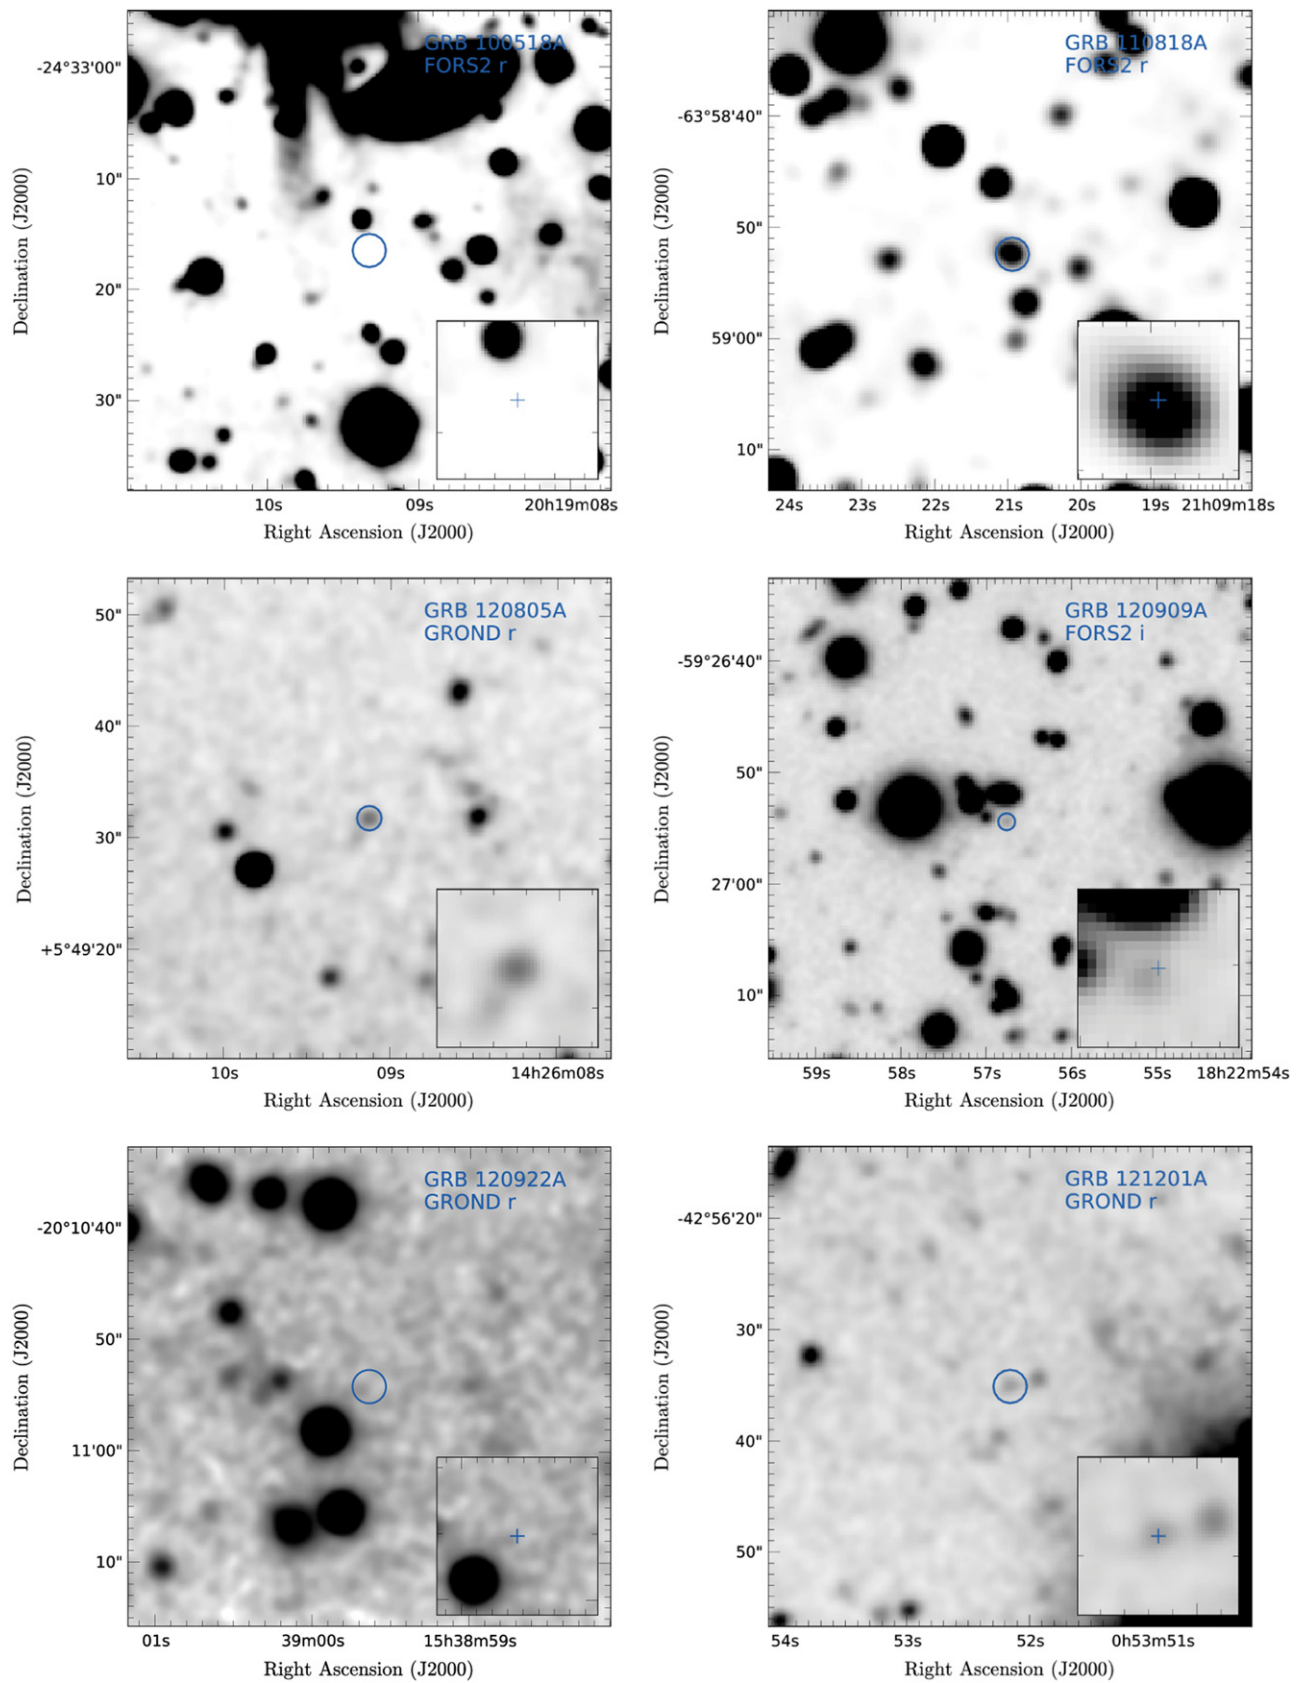 GRB 100518A
FORS2 r
-24°33'00"
10"
20"
30"
Declination (J2000)
10s 09s 20h19m08s
Right Ascension (J2000)
GRB 110818A
FORS2 r
-63°58'40"
50"
59'00"
10"
Declination (J2000)
24s 23s 22s 21s 20s 19s 21h09m18s
Right Ascension (J2000)
GRB 120805A
GROND r
50"
40"
30"
+5°49'20"
Declination (J2000)
10s 09s 14h26m08s
Right Ascension (J2000)
GRB 120909A
FORS2 i
-59°26'40"
50"
27'00"
10"
Declination (J2000)
59s 58s 57s 56s 55s 18h22m54s
Right Ascension (J2000)
GRB 120922A
GROND r
-20°10'40"
50"
11'00"
10"
Declination (J2000)
01s 39m00s 15h38m59s
Right Ascension (J2000)
GRB 121201A
GROND r
-42°56'20"
30"
40"
50"
Declination (J2000)
54s 53s 52s 0h53m51s
Right Ascension (J2000)